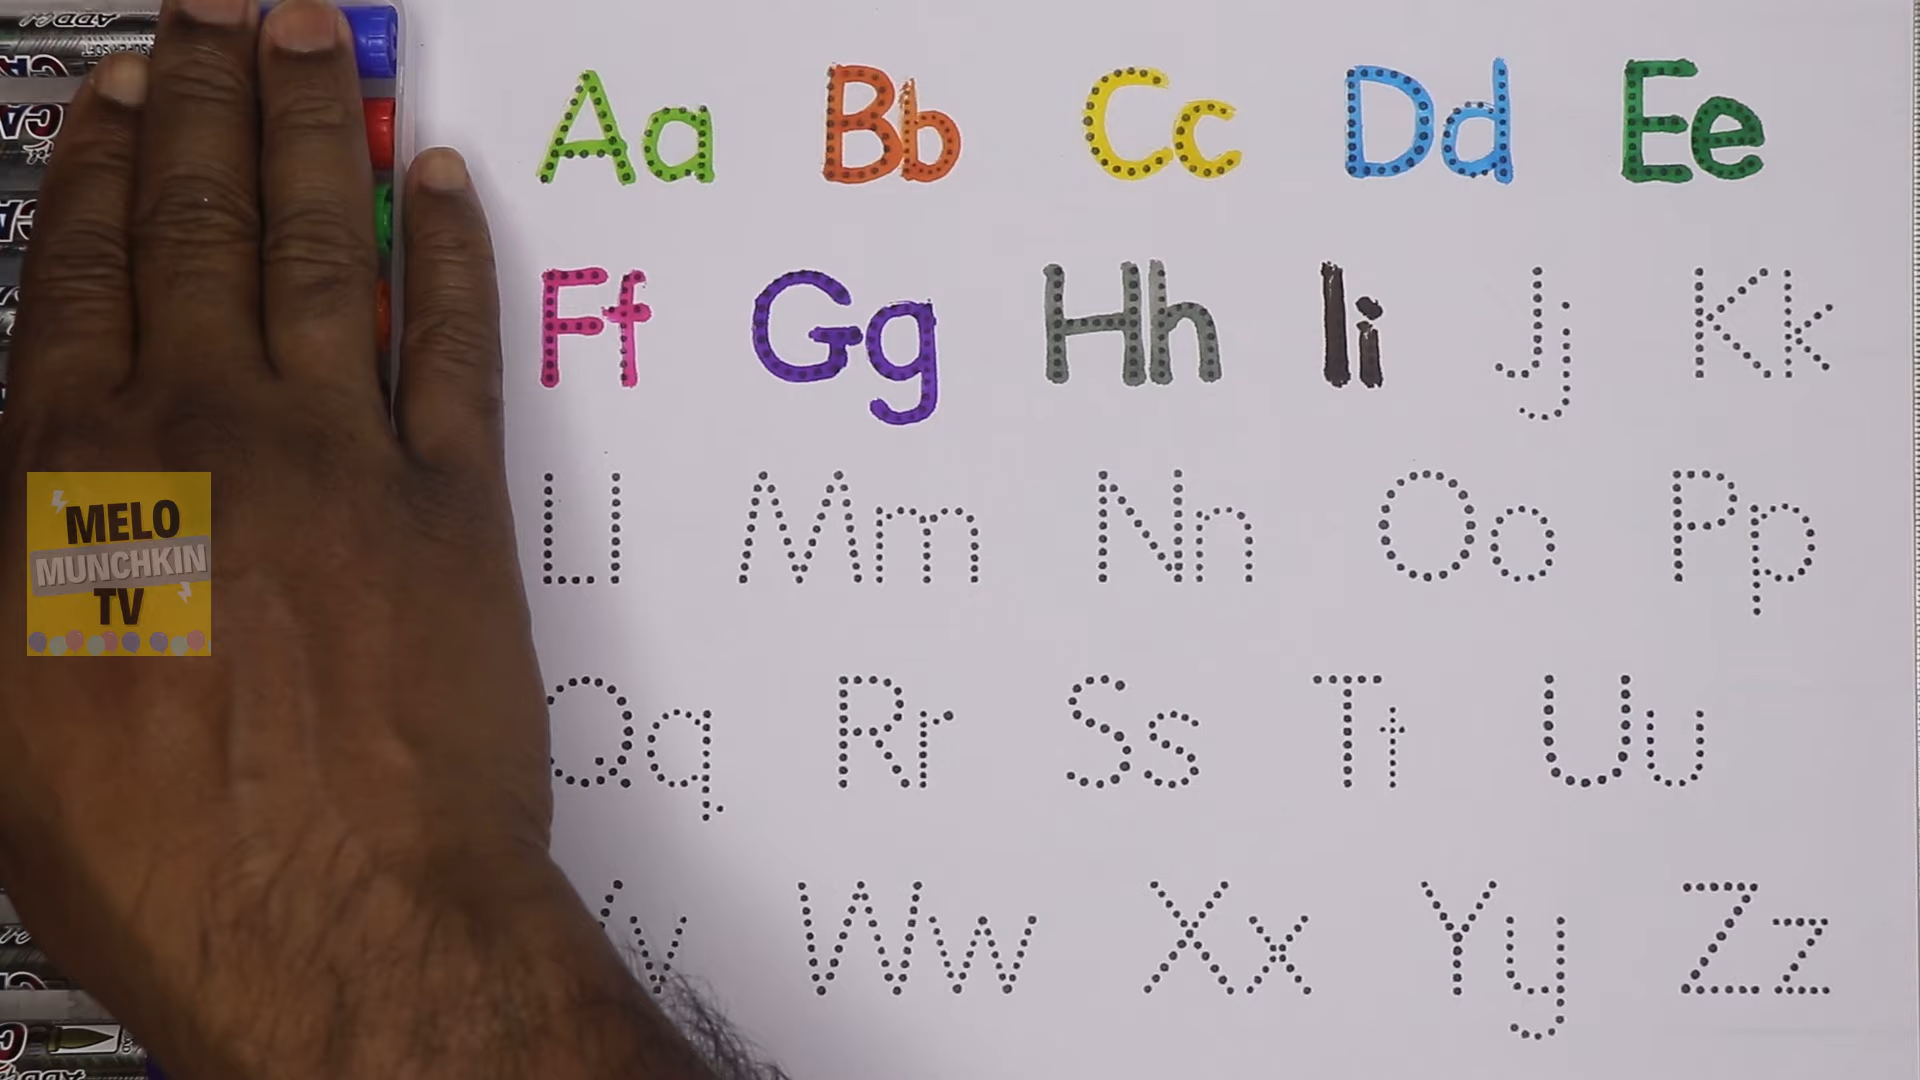 Aa Bb Cc Dd Ee
Ff Gg Hh Ii Jj Kk
Ll Mm Nn Oo Pp
Qq Rr Ss Tt Uu
Vv Ww Xx Yy Zz
MELO
MUNCHKIN
TV